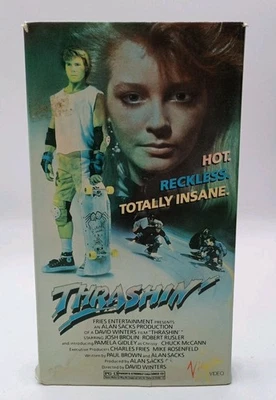 HOT.
RECKLESS.
TOTALLY INSANE.
THRASHIN'
FRIES ENTERTAINMENT PRESENTS
AN ALAN SACKS PRODUCTION
OF A DAVID WINTERS FILM "THRASHIN'"
STARRING JOSH BROLIN ROBERT RUSLER
and introducing PAMELA GIDLEY as Chrissy CHUCK McCANN
Executive Producers CHARLES FRIES MIKE ROSENFELD
Written by PAUL BROWN and ALAN SACKS
Produced by ALAN SACKS
Directed by DAVID WINTERS
PG-13
VIDEO